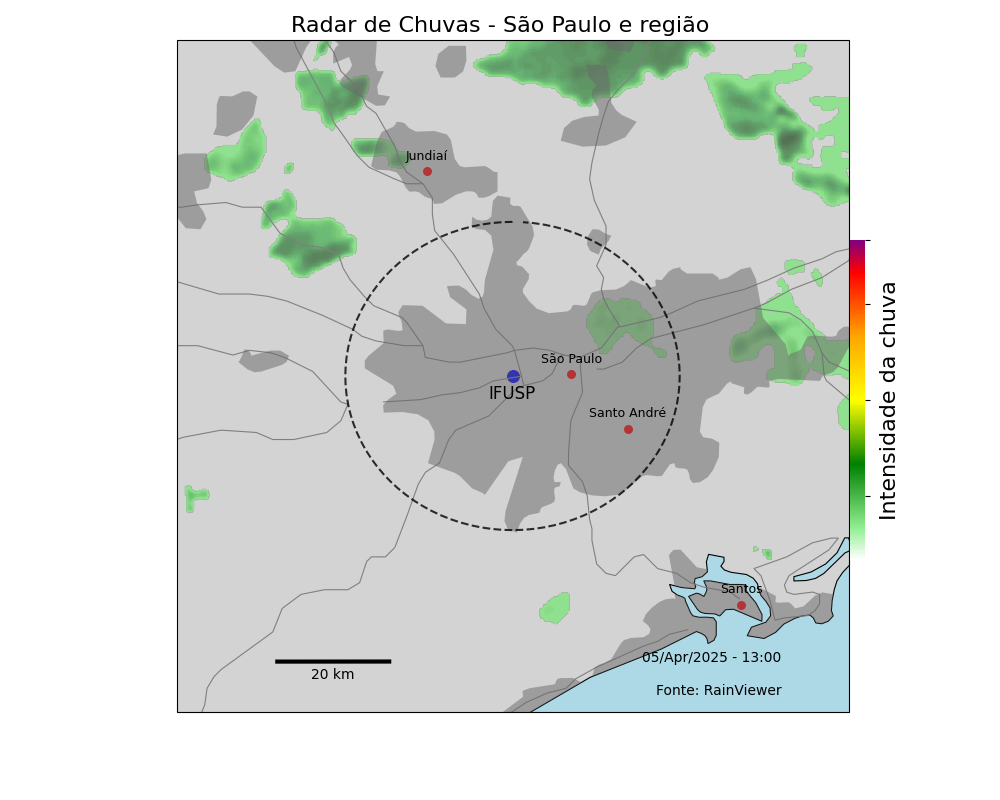 Radar de Chuvas - São Paulo e região
Jundiaí
São Paulo
IFUSP
Santo André
Intensidade da chuva
Santos
05/Apr/2025 - 13:00
20 km
Fonte: RainViewer